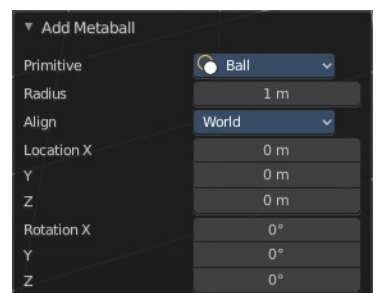 Add Metaball
Primitive Ball
Radius 1 m
Align World
Location X 0 m
Y 0 m
Z 0 m
Rotation X 0°
Y 0°
Z 0°